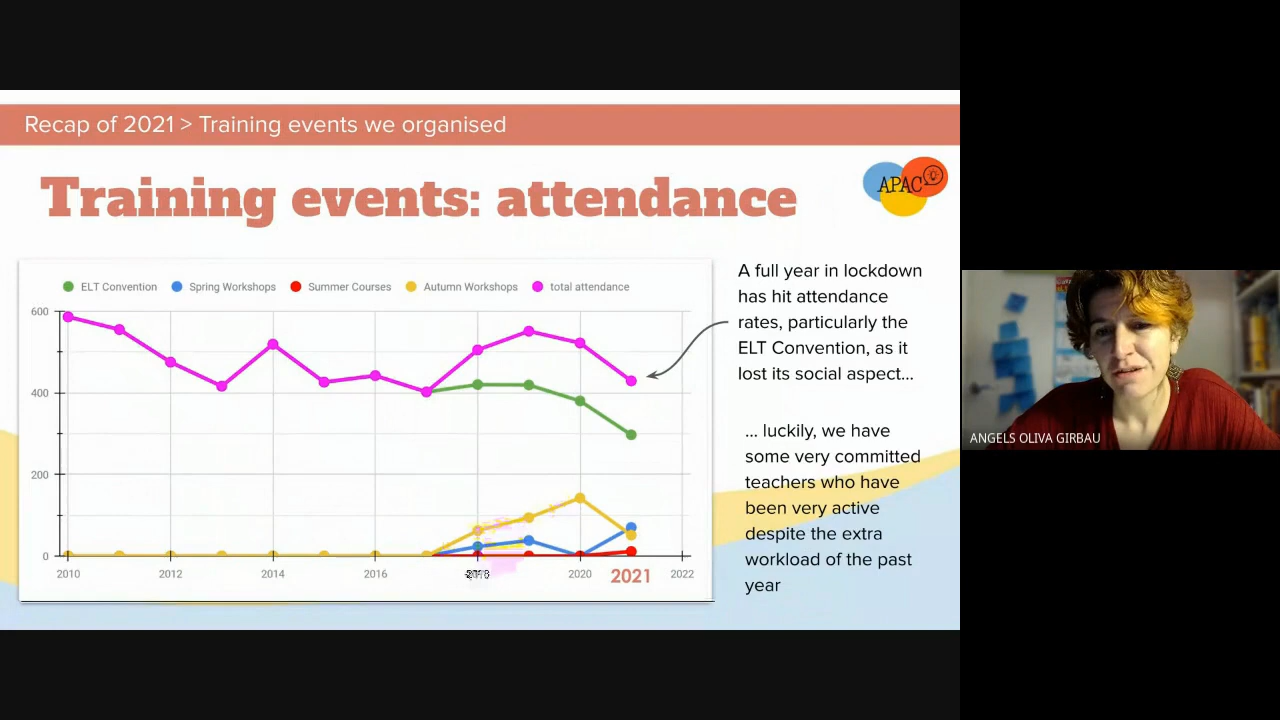 Recap of 2021 > Training events we organised
Training events: attendance
APAC
ELT Convention
Spring Workshops
Summer Courses
Autumn Workshops
total attendance
600
400
200
0
2010
2012
2014
2016
2018
2020
2021
2022
A full year in lockdown
has hit attendance
rates, particularly the
ELT Convention, as it
lost its social aspect...
... luckily, we have
some very committed
teachers who have
been very active
despite the extra
workload of the past
year
ANGELS OLIVA GIRBAU